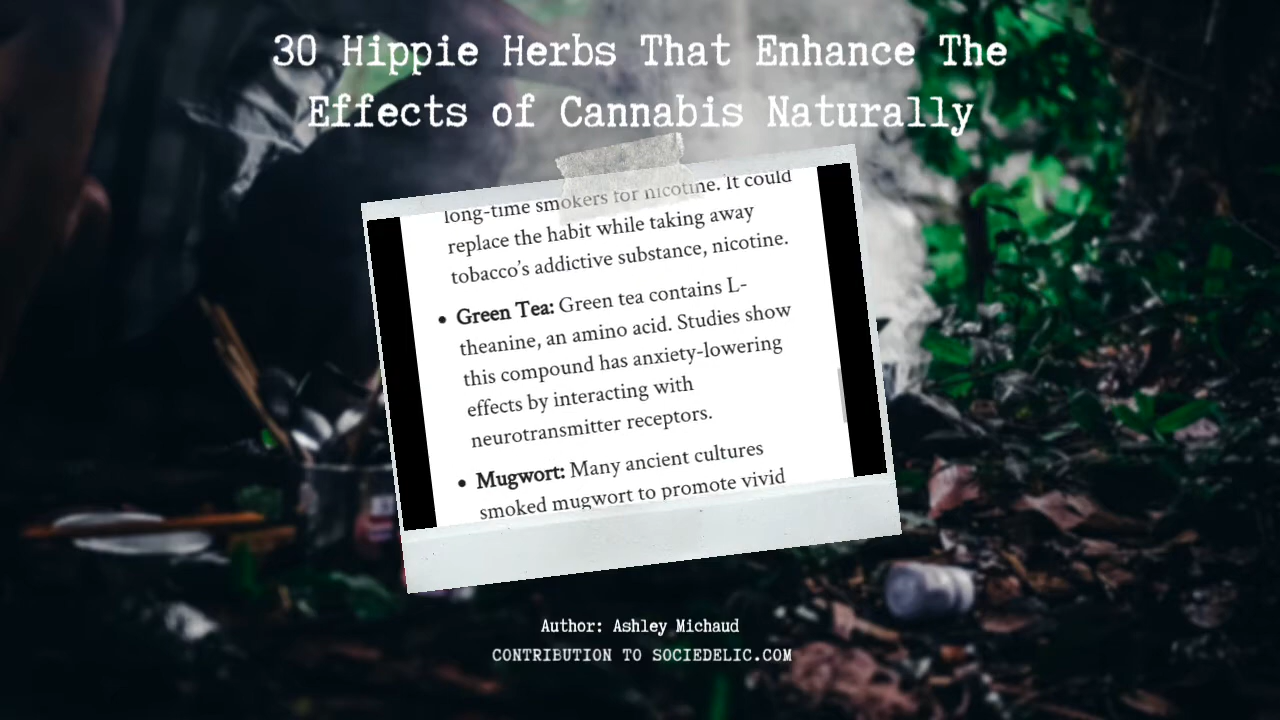 30 Hippie Herbs That Enhance The
Effects of Cannabis Naturally
long-time smokers for nicotine. It could
replace the habit while taking away
tobacco's addictive substance, nicotine.
• Green Tea: Green tea contains L-
theanine, an amino acid. Studies show
this compound has anxiety-lowering
effects by interacting with
neurotransmitter receptors.
• Mugwort: Many ancient cultures
smoked mugwort to promote vivid
Author: Ashley Michaud
CONTRIBUTION TO SOCIEDELIC.COM